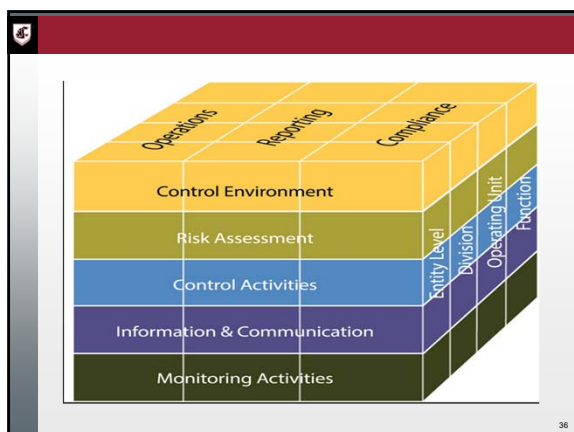 Operations
Reporting
Compliance
Control Environment
Risk Assessment
Control Activities
Information & Communication
Monitoring Activities
Entity Level
Division
Operating Unit
Function
36